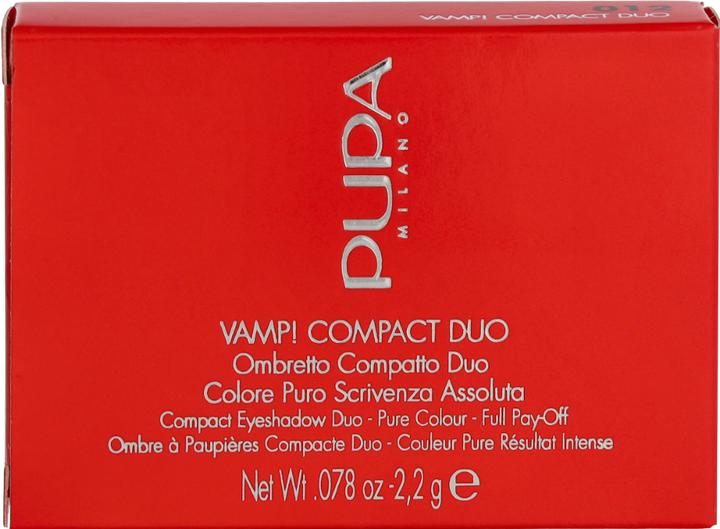 012
VAMP! COMPACT DUO
PUPA
MILANO
VAMP! COMPACT DUO
Ombretto Compatto Duo
Colore Puro Scrivenza Assoluta
Compact Eyeshadow Duo - Pure Colour - Full Pay-Off
Ombre à Paupières Compacte Duo - Couleur Pure Résultat Intense
Net Wt .078 oz -2,2 g ℮